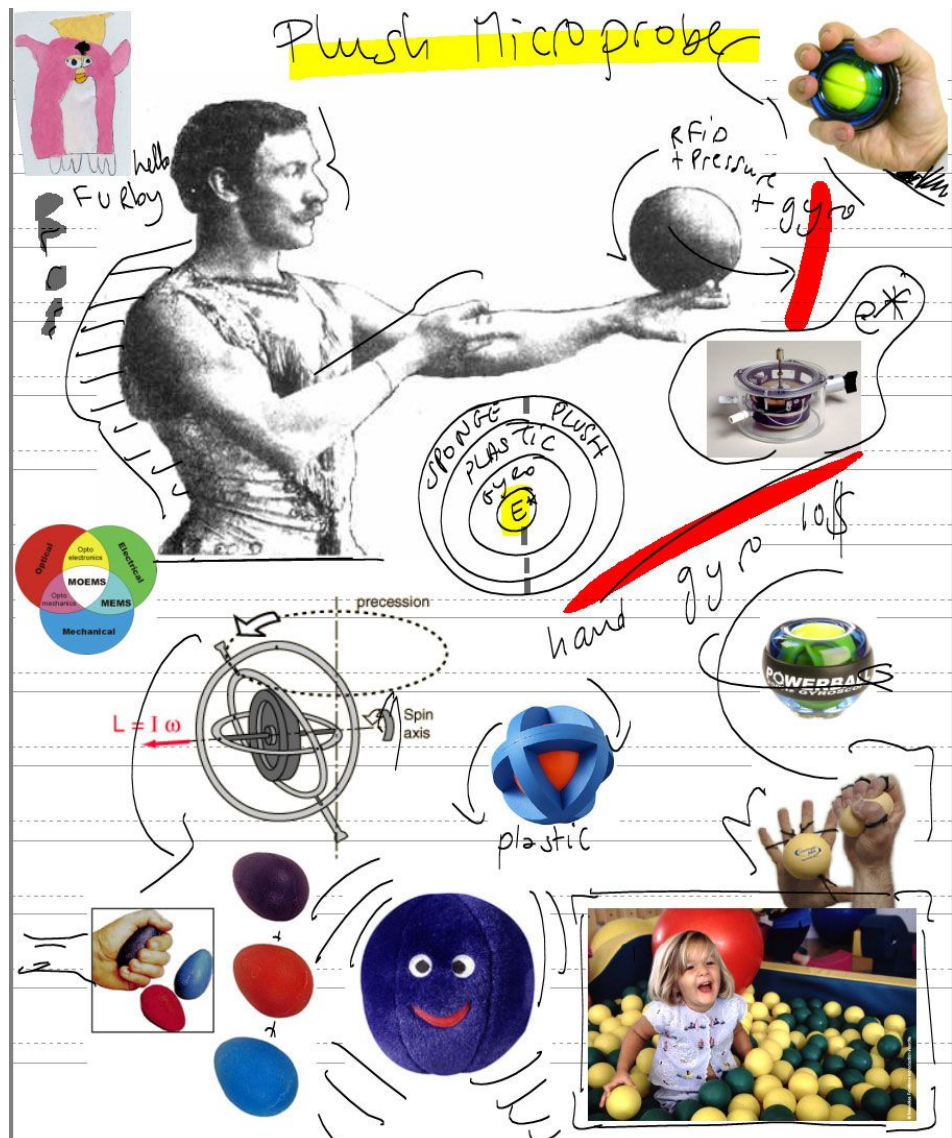 Plush Microprobe
hello
FURby
RFiD
+ Pressure
+ gyro
e*
SPONGE PLUSH
PLASTIC
gyro
E*
10$
hand gyro
Optical
Opto
electronics
Electrical
MOEMS
Opto
mechanics
MEMS
Mechanical
precession
L = I ω
Spin
axis
POWERBALL
GYROSCOPE
plastic